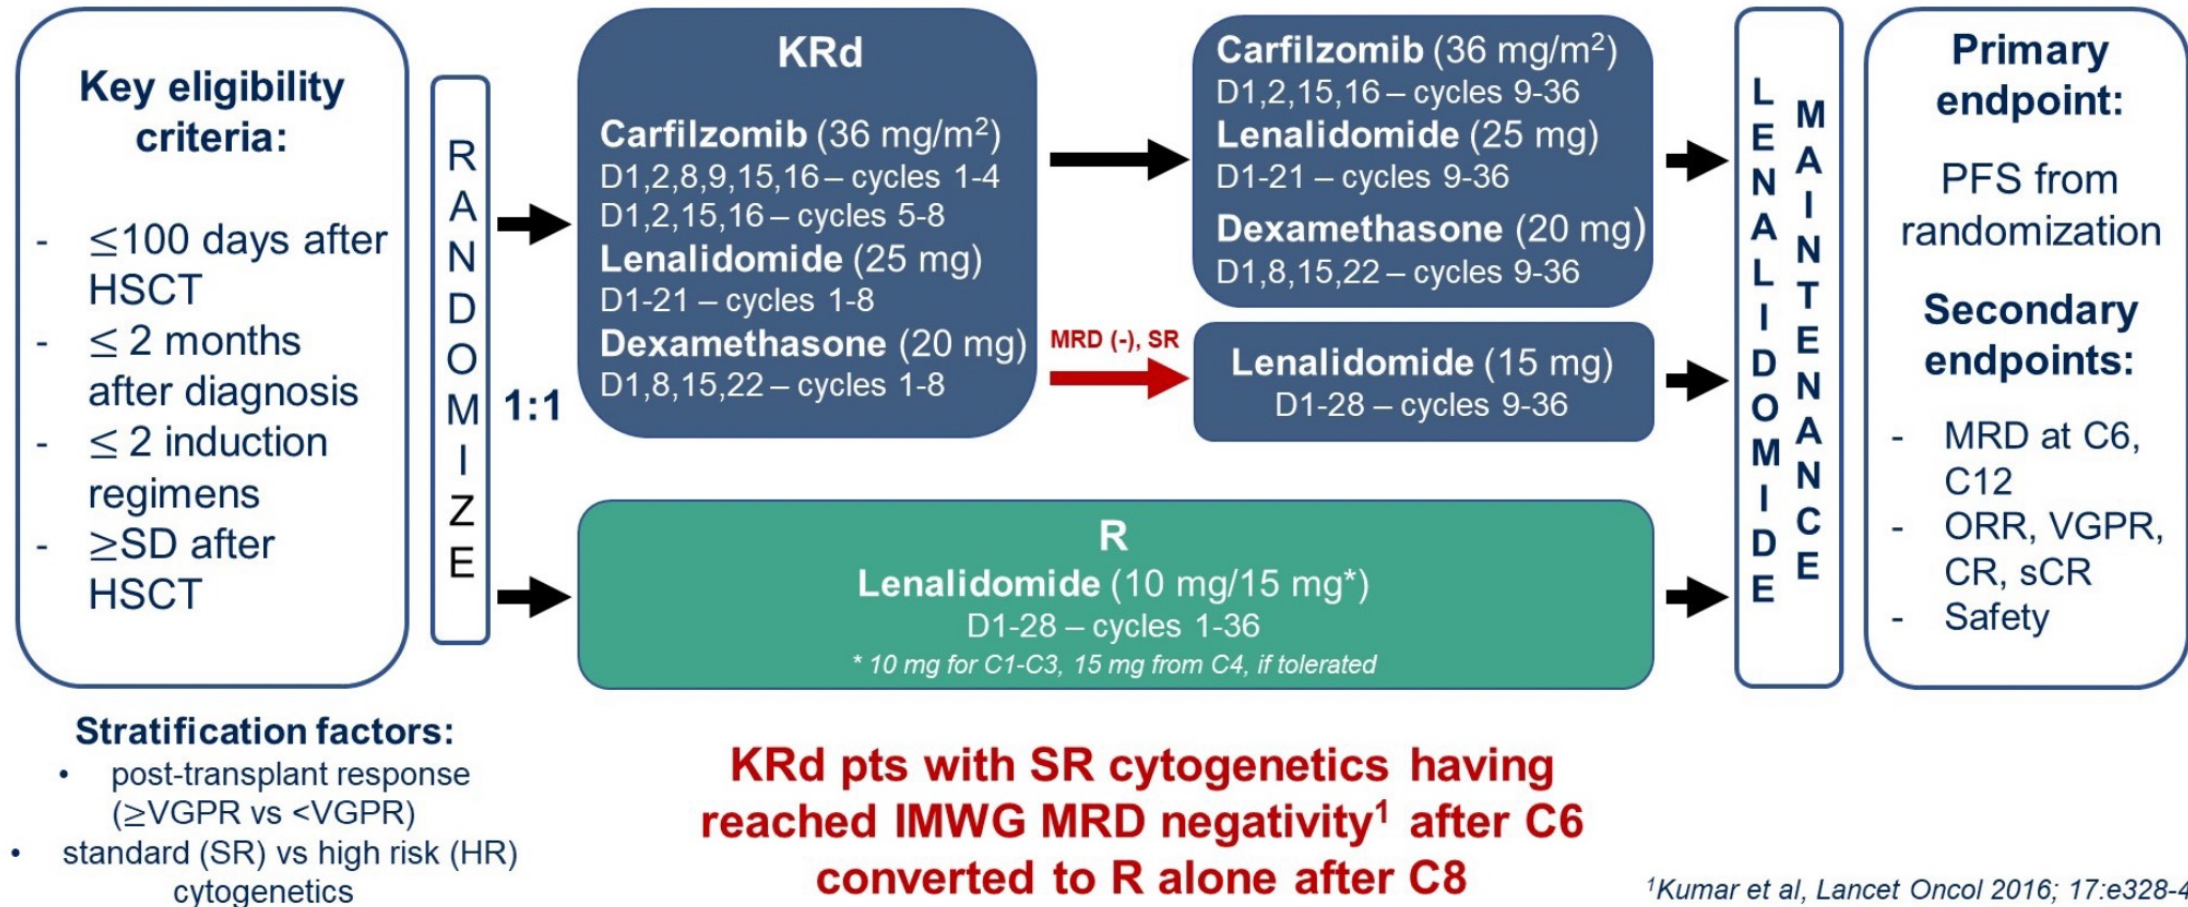 Key eligibility
criteria:
- ≤100 days after
HSCT
- ≤ 2 months
after diagnosis
- ≤ 2 induction
regimens
- ≥SD after
HSCT
RANDOMIZE
1:1
KRd
Carfilzomib (36 mg/m²)
D1,2,8,9,15,16 – cycles 1-4
D1,2,15,16 – cycles 5-8
Lenalidomide (25 mg)
D1-21 – cycles 1-8
Dexamethasone (20 mg)
D1,8,15,22 – cycles 1-8
MRD (-), SR
Carfilzomib (36 mg/m²)
D1,2,15,16 – cycles 9-36
Lenalidomide (25 mg)
D1-21 – cycles 9-36
Dexamethasone (20 mg)
D1,8,15,22 – cycles 9-36
Lenalidomide (15 mg)
D1-28 – cycles 9-36
R
Lenalidomide (10 mg/15 mg*)
D1-28 – cycles 1-36
* 10 mg for C1-C3, 15 mg from C4, if tolerated
LENALIDOMIDE
MAINTENANCE
Primary
endpoint:
PFS from
randomization
Secondary
endpoints:
- MRD at C6,
C12
- ORR, VGPR,
CR, sCR
- Safety
Stratification factors:
• post-transplant response
(≥VGPR vs <VGPR)
• standard (SR) vs high risk (HR)
cytogenetics
KRd pts with SR cytogenetics having
reached IMWG MRD negativity¹ after C6
converted to R alone after C8
¹Kumar et al, Lancet Oncol 2016; 17:e328-4